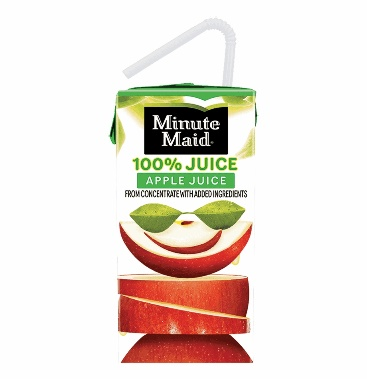 Minute
Maid
100% JUICE
APPLE JUICE
FROM CONCENTRATE WITH ADDED INGREDIENTS